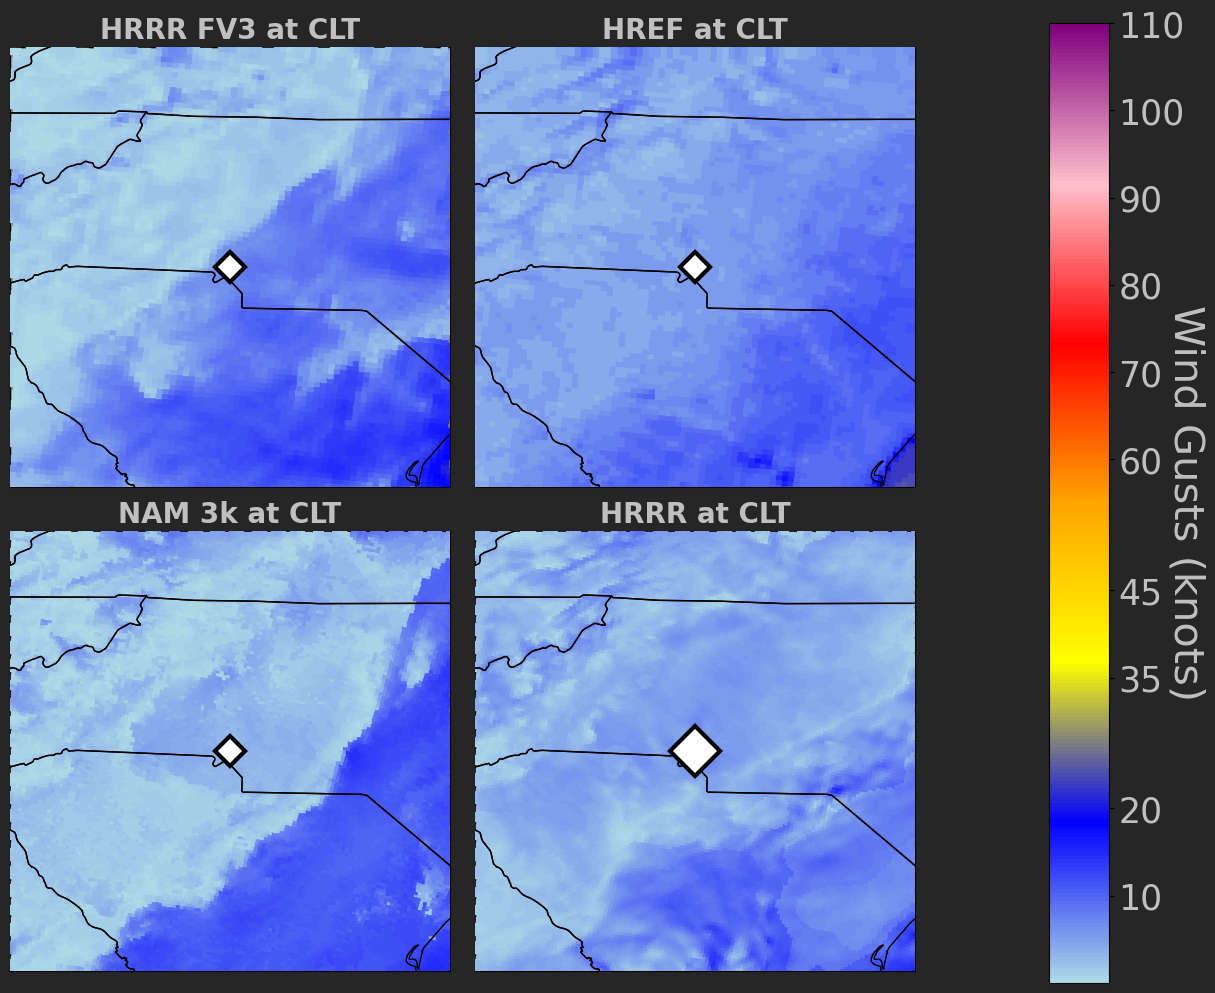 HRRR FV3 at CLT
HREF at CLT
NAM 3k at CLT
HRRR at CLT
110
100
90
80
70
60
45
35
20
10
Wind Gusts (knots)